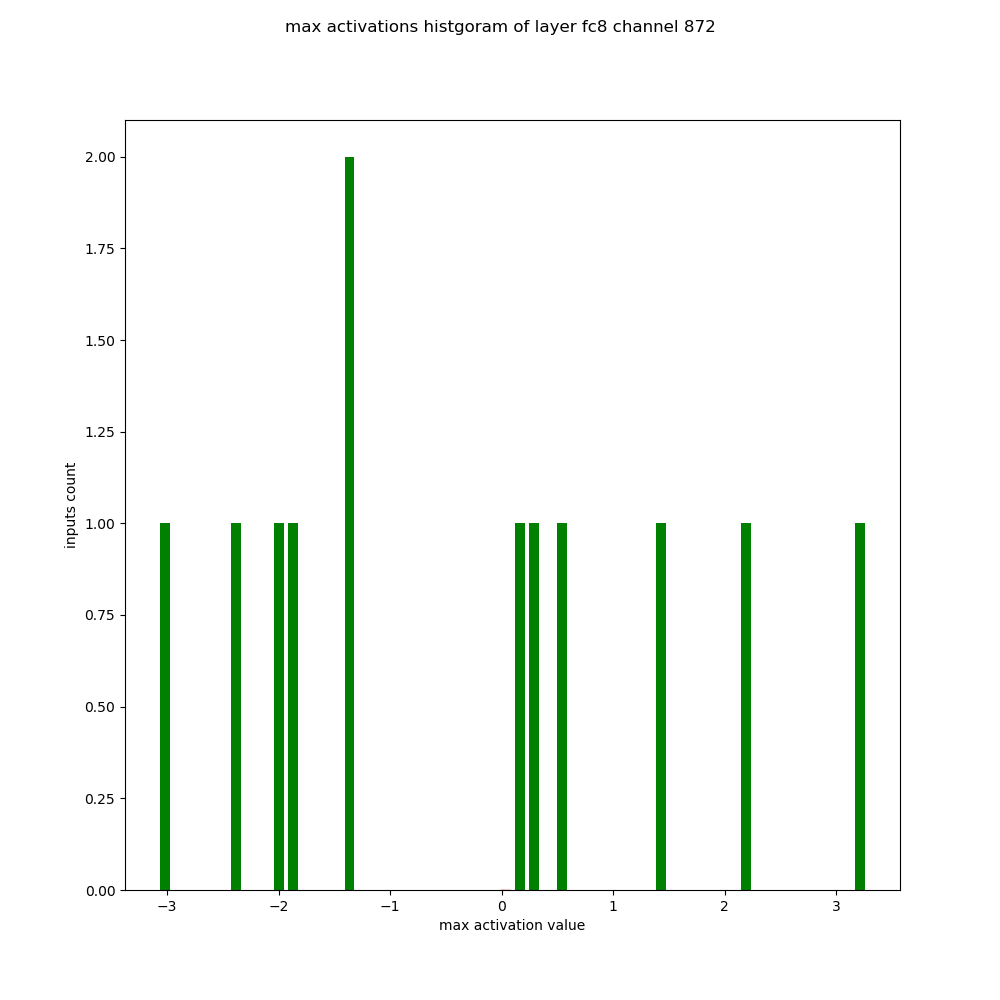 max activations histgoram of layer fc8 channel 872
2.00
1.75
1.50
1.25
1.00
0.75
0.50
0.25
0.00
inputs count
−3 −2 −1 0 1 2 3
max activation value